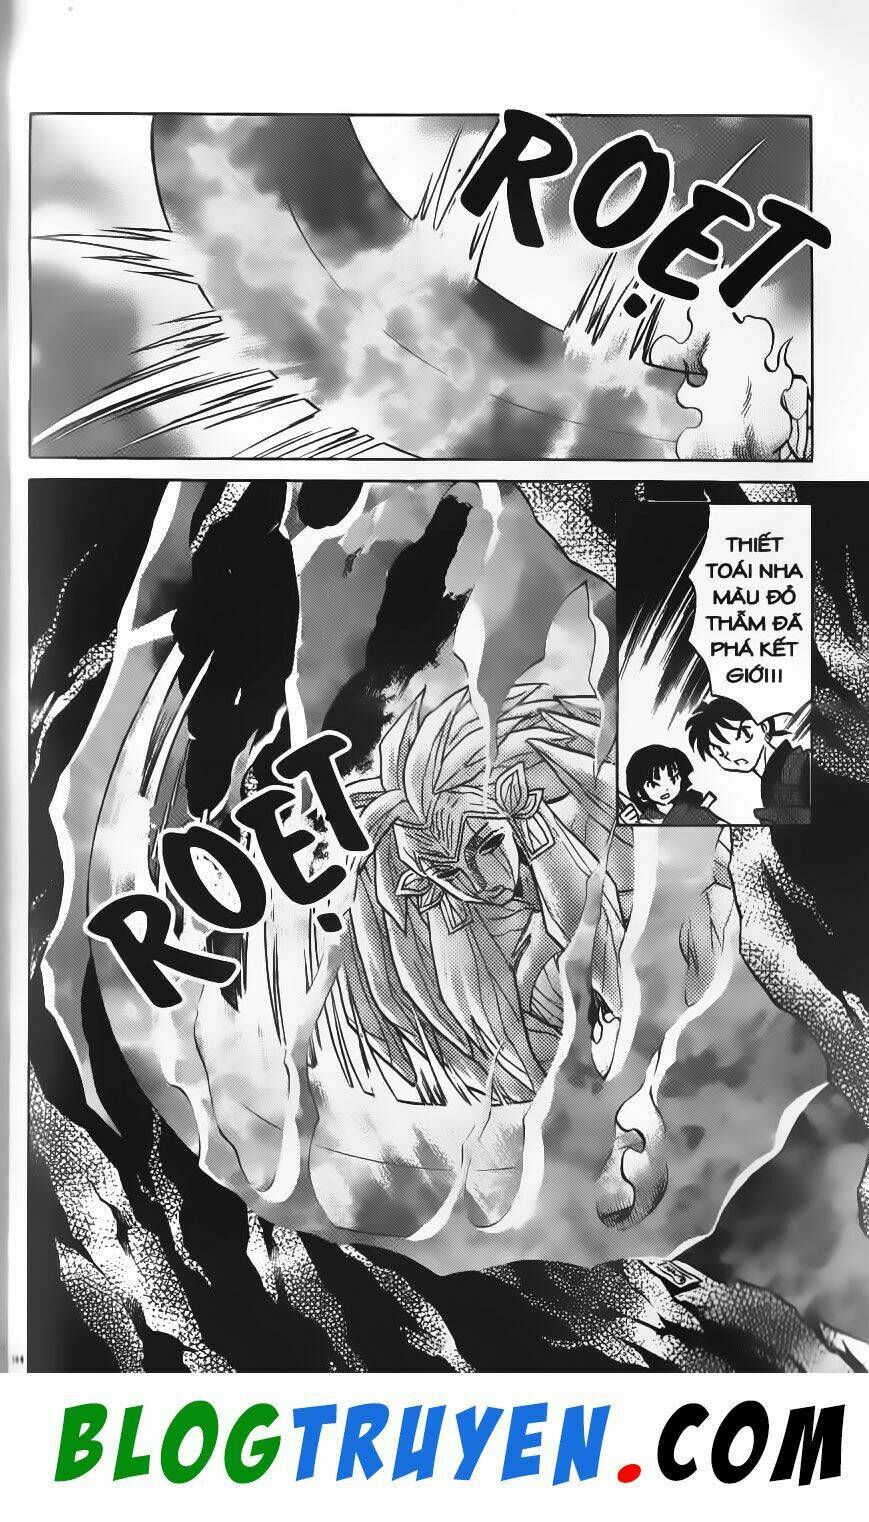 ROẸT
THIẾT
TOÁI NHA
MÀU ĐỎ
THẪM ĐÃ
PHÁ KẾT
GIỚI!!
ROẸT
BLOGTRUYEN.COM